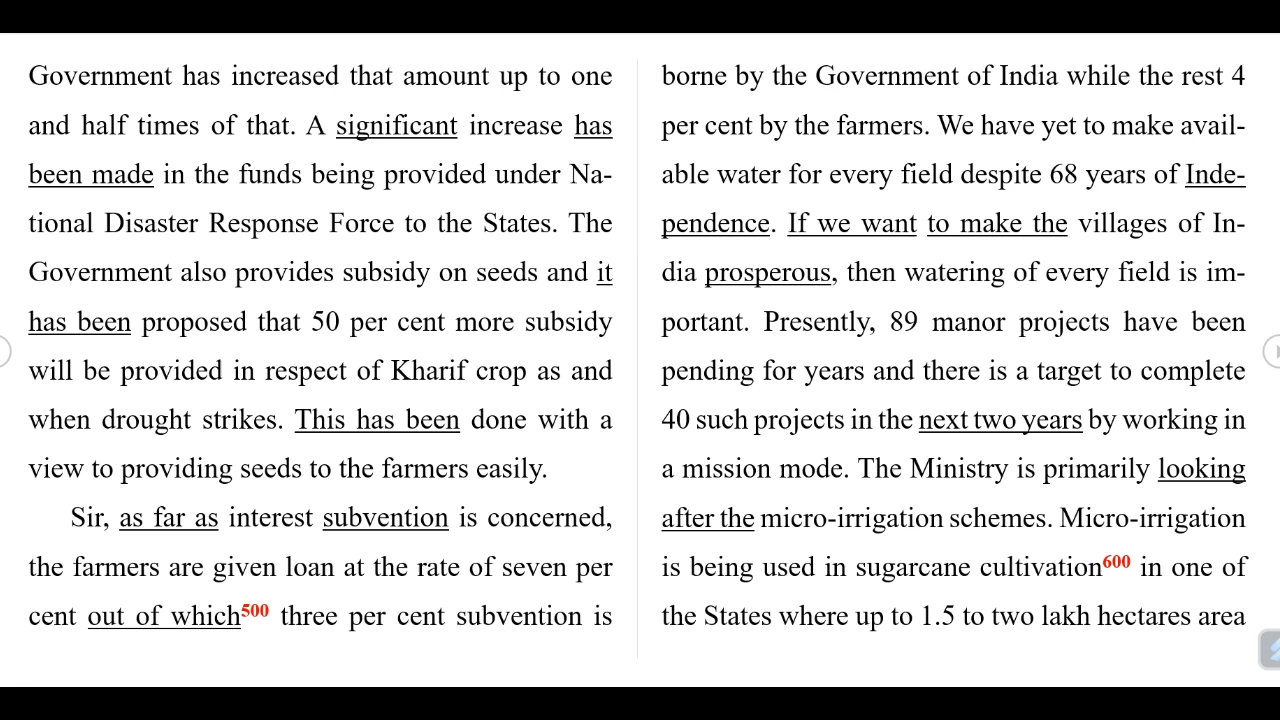 Government has increased that amount up to one
and half times of that. A significant increase has
been made in the funds being provided under Na-
tional Disaster Response Force to the States. The
Government also provides subsidy on seeds and it
has been proposed that 50 per cent more subsidy
will be provided in respect of Kharif crop as and
when drought strikes. This has been done with a
view to providing seeds to the farmers easily.
Sir, as far as interest subvention is concerned,
the farmers are given loan at the rate of seven per
cent out of which500 three per cent subvention is
borne by the Government of India while the rest 4
per cent by the farmers. We have yet to make avail-
able water for every field despite 68 years of Inde-
pendence. If we want to make the villages of In-
dia prosperous, then watering of every field is im-
portant. Presently, 89 manor projects have been
pending for years and there is a target to complete
40 such projects in the next two years by working in
a mission mode. The Ministry is primarily looking
after the micro-irrigation schemes. Micro-irrigation
is being used in sugarcane cultivation600 in one of
the States where up to 1.5 to two lakh hectares area